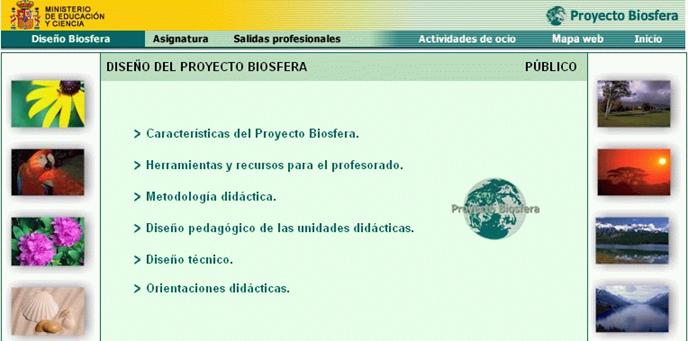 MINISTERIO
DE EDUCACIÓN
Y CIENCIA
Proyecto Biosfera
Diseño Biosfera
Asignatura
Salidas profesionales
Actividades de ocio
Mapa web
Inicio
DISEÑO DEL PROYECTO BIOSFERA
PÚBLICO
> Características del Proyecto Biosfera.
> Herramientas y recursos para el profesorado.
> Metodología didáctica.
> Diseño pedagógico de las unidades didácticas.
> Diseño técnico.
> Orientaciones didácticas.
Proyecto Biosfera